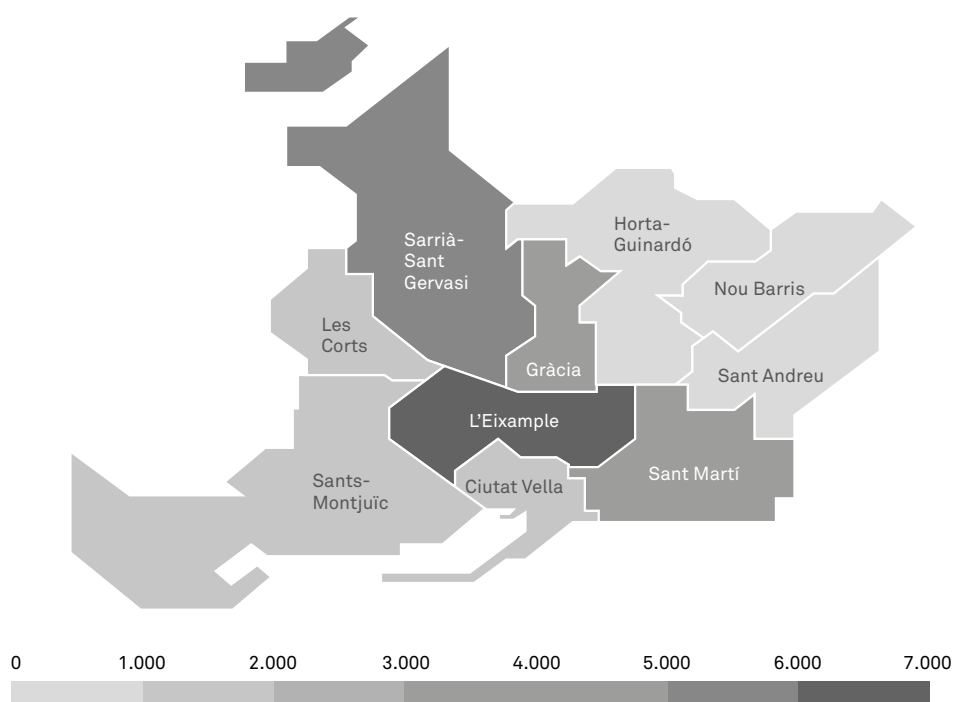 Horta-
Guinardó
Sarrià-
Sant
Gervasi
Nou Barris
Les
Corts
Gràcia
Sant Andreu
L'Eixample
Sant Martí
Sants-
Montjuïc
Ciutat Vella
0 1.000 2.000 3.000 4.000 5.000 6.000 7.000